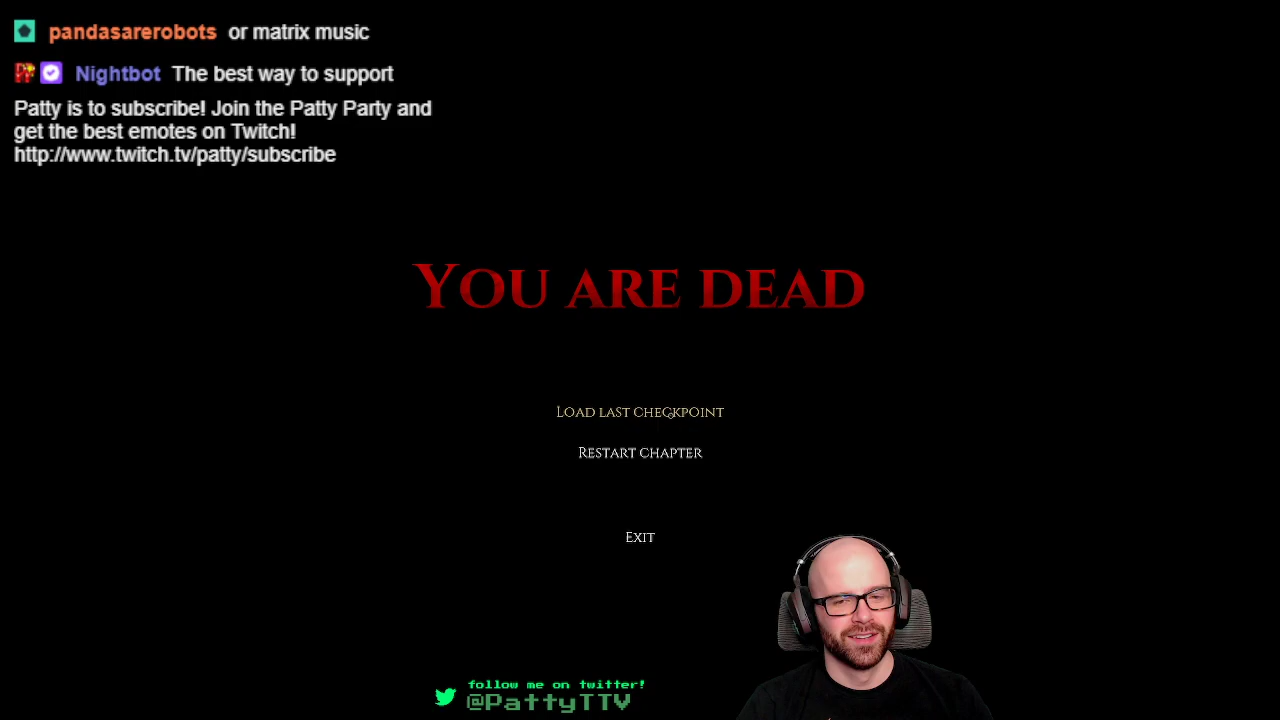 pandasarerobots or matrix music
Nightbot The best way to support
Patty is to subscribe! Join the Patty Party and
get the best emotes on Twitch!
http://www.twitch.tv/patty/subscribe
You are dead
Load last checkpoint
Restart chapter
Exit
follow me on twitter!
@PattyTTV